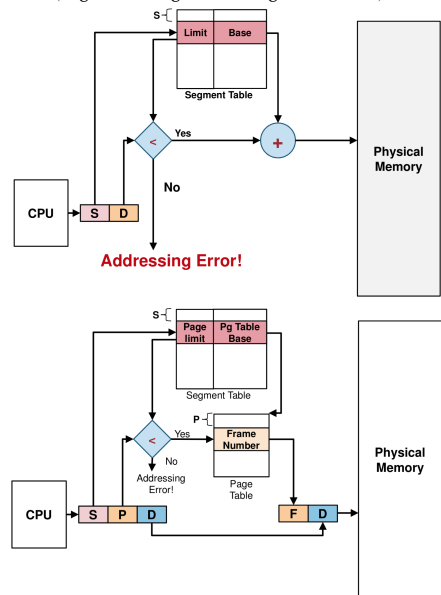 S
Limit Base
Segment Table
< Yes +
No
Physical
Memory
CPU
S D
Addressing Error!
S
Page
limit
Pg Table
Base
Segment Table
P
< Yes
Frame
Number
No
Addressing
Error!
Page
Table
Physical
Memory
CPU
S P D
F D